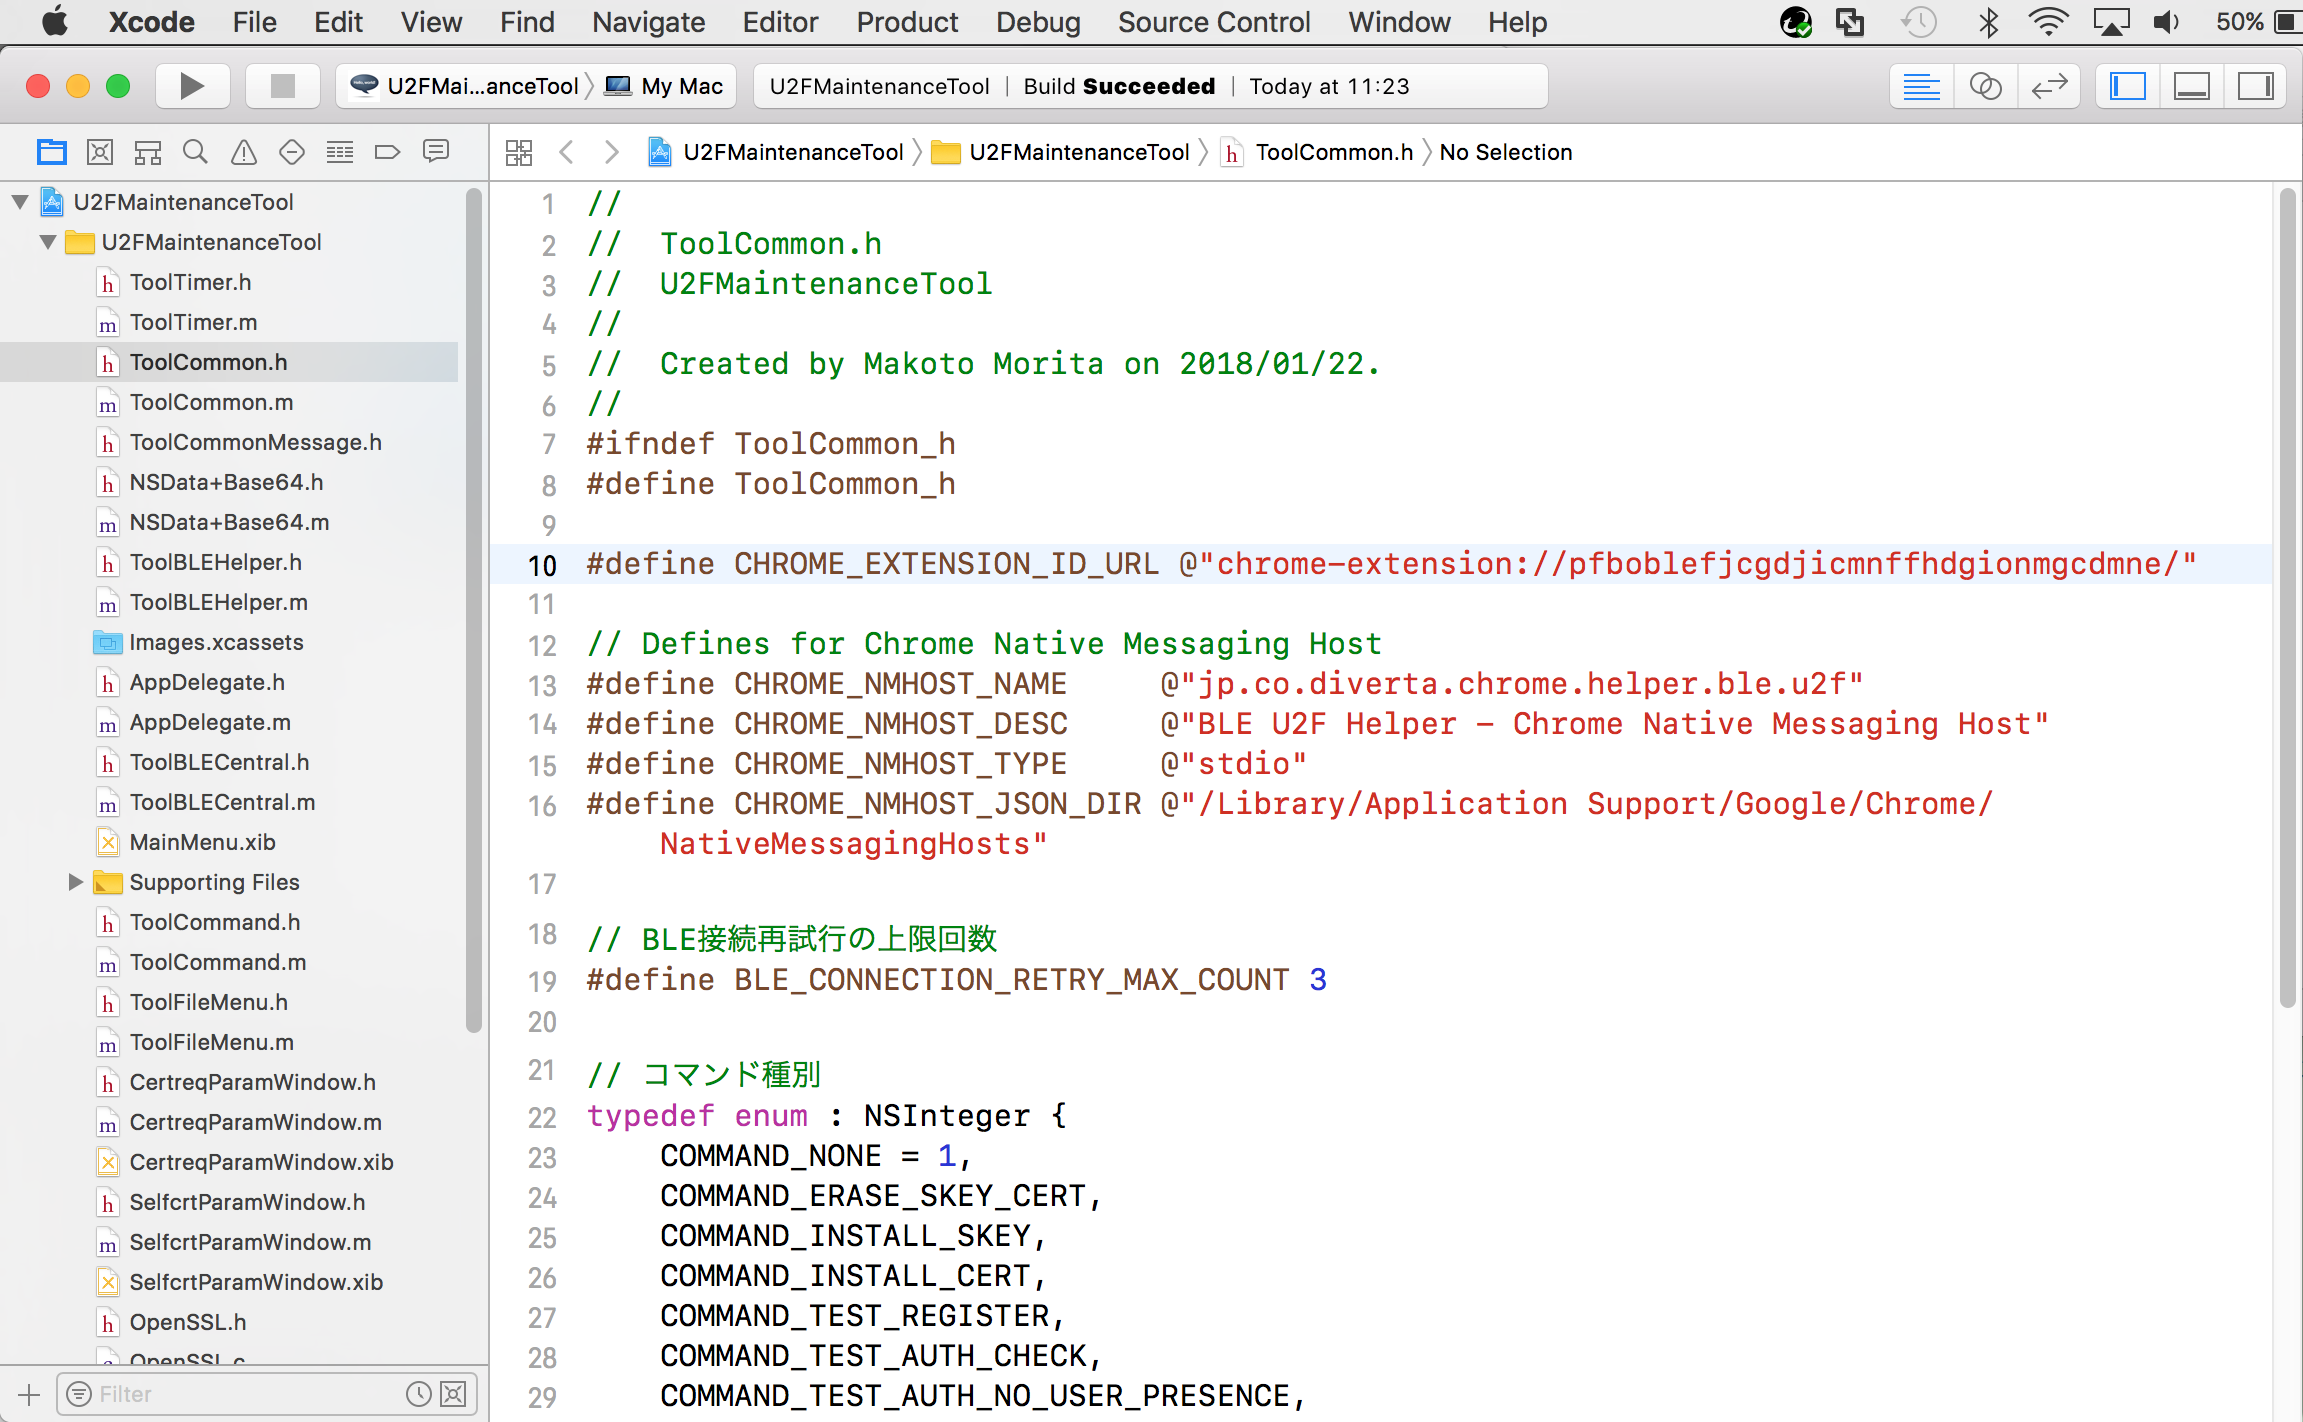 Xcode File Edit View Find Navigate Editor Product Debug Source Control Window Help 50%
U2FMai...anceTool My Mac U2FMaintenanceTool | Build Succeeded | Today at 11:23
U2FMaintenanceTool U2FMaintenanceTool h ToolCommon.h No Selection
U2FMaintenanceTool
U2FMaintenanceTool
h ToolTimer.h
m ToolTimer.m
h ToolCommon.h
m ToolCommon.m
h ToolCommonMessage.h
h NSData+Base64.h
m NSData+Base64.m
h ToolBLEHelper.h
m ToolBLEHelper.m
Images.xcassets
h AppDelegate.h
m AppDelegate.m
h ToolBLECentral.h
m ToolBLECentral.m
MainMenu.xib
Supporting Files
h ToolCommand.h
m ToolCommand.m
h ToolFileMenu.h
m ToolFileMenu.m
h CertreqParamWindow.h
m CertreqParamWindow.m
CertreqParamWindow.xib
h SelfcrtParamWindow.h
m SelfcrtParamWindow.m
SelfcrtParamWindow.xib
h OpenSSL.h
OpenSSL.c
Filter
1 //
2 //  ToolCommon.h
3 //  U2FMaintenanceTool
4 //
5 //  Created by Makoto Morita on 2018/01/22.
6 //
7 #ifndef ToolCommon_h
8 #define ToolCommon_h
9
10 #define CHROME_EXTENSION_ID_URL @"chrome-extension://pfboblefjcgdjicmnffhdgionmgcdmne/"
11
12 // Defines for Chrome Native Messaging Host
13 #define CHROME_NMHOST_NAME     @"jp.co.diverta.chrome.helper.ble.u2f"
14 #define CHROME_NMHOST_DESC     @"BLE U2F Helper - Chrome Native Messaging Host"
15 #define CHROME_NMHOST_TYPE     @"stdio"
16 #define CHROME_NMHOST_JSON_DIR @"/Library/Application Support/Google/Chrome/
NativeMessagingHosts"
17
18 // BLE接続再試行の上限回数
19 #define BLE_CONNECTION_RETRY_MAX_COUNT 3
20
21 // コマンド種別
22 typedef enum : NSInteger {
23     COMMAND_NONE = 1,
24     COMMAND_ERASE_SKEY_CERT,
25     COMMAND_INSTALL_SKEY,
26     COMMAND_INSTALL_CERT,
27     COMMAND_TEST_REGISTER,
28     COMMAND_TEST_AUTH_CHECK,
29     COMMAND_TEST_AUTH_NO_USER_PRESENCE,